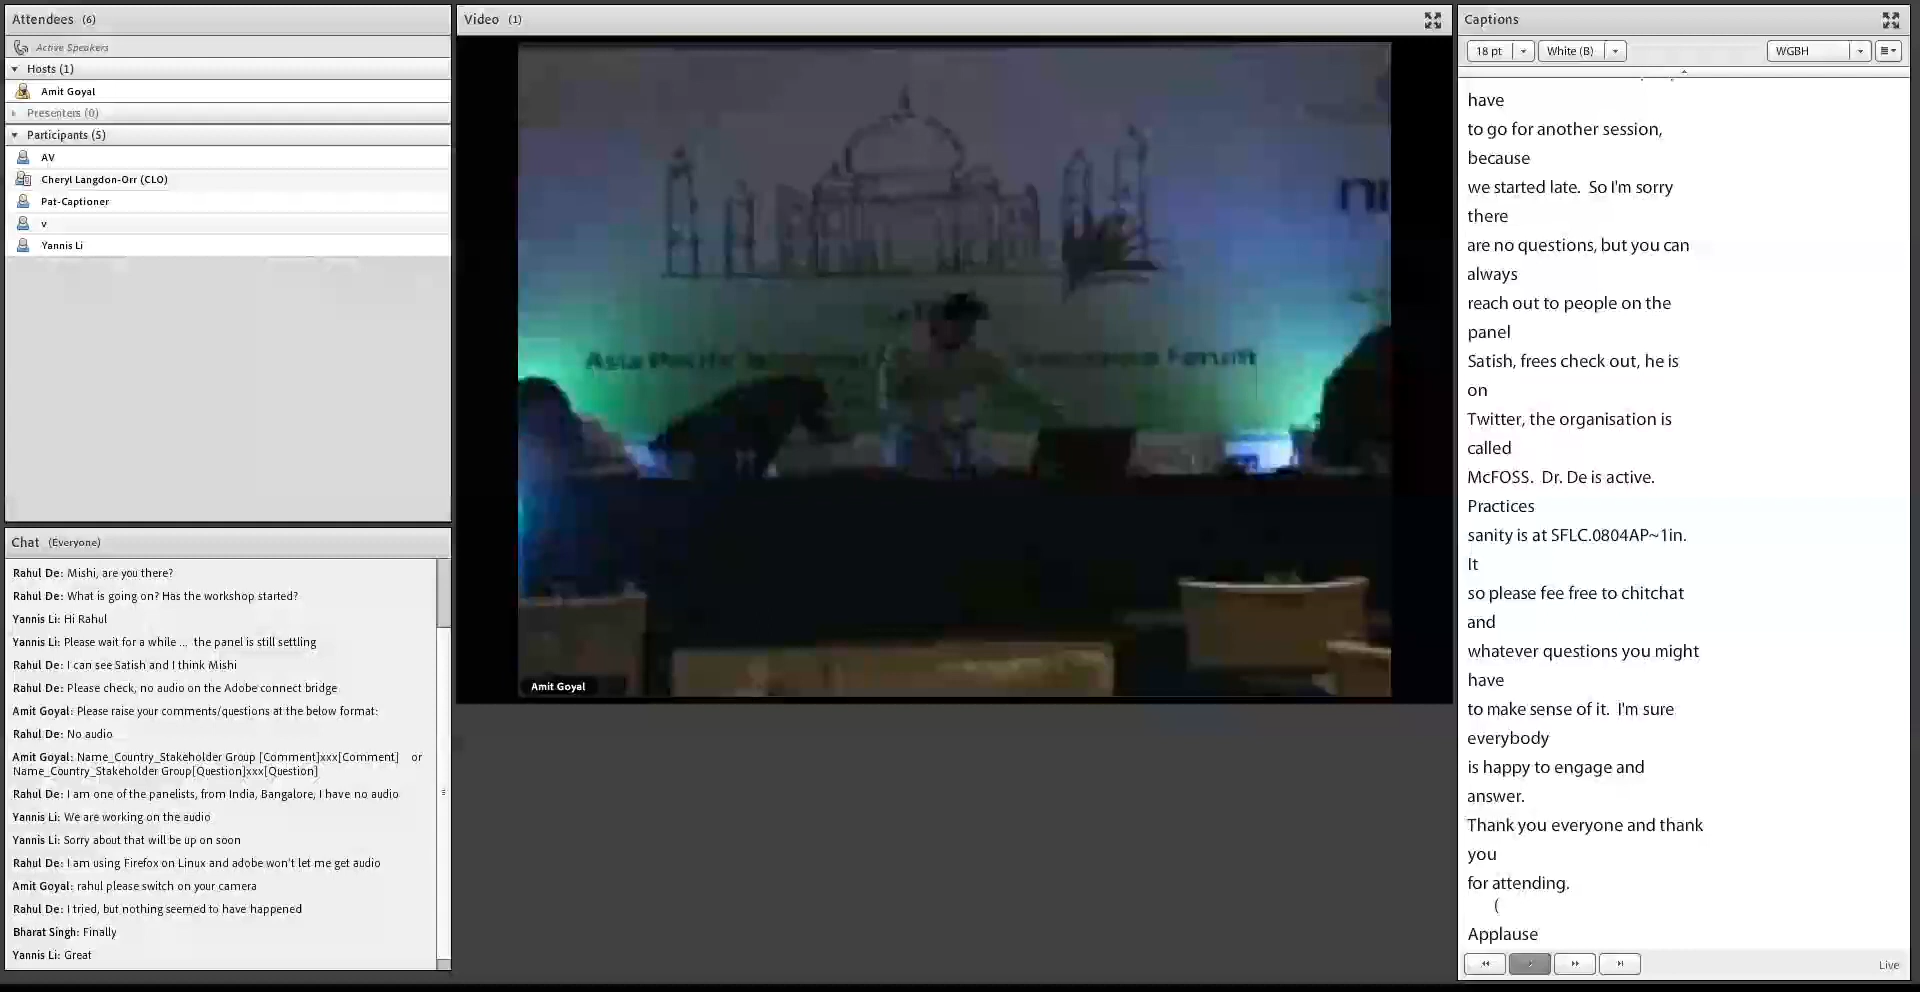 Attendees (6)
Active Speakers
Hosts (1)
Amit Goyal
Presenters (0)
Participants (5)
AV
Cheryl Langdon-Orr (CLO)
Pat-Captioner
v
Yannis Li
Chat (Everyone)
Rahul De: Mishi, are you there?
Rahul De: What is going on? Has the workshop started?
Yannis Li: Hi Rahul
Yannis Li: Please wait for a while ... the panel is still settling
Rahul De: I can see Satish and I think Mishi
Rahul De: Please check, no audio on the Adobe connect bridge
Amit Goyal: Please raise your comments/questions at the below format:
Rahul De: No audio
Amit Goyal: Name_Country_Stakeholder Group [Comment]xxx[Comment] or
Name_Country_Stakeholder Group[Question]xxx[Question]
Rahul De: I am one of the panelists, from India, Bangalore, I have no audio
Yannis Li: We are working on the audio
Yannis Li: Sorry about that will be up on soon
Rahul De: I am using Firefox on Linux and adobe won't let me get audio
Amit Goyal: rahul please switch on your camera
Rahul De: I tried, but nothing seemed to have happened
Bharat Singh: Finally
Yannis Li: Great
Video (1)
ni
Asia Pacific
Forum
Amit Goyal
Captions
18 pt
White (B)
WGBH
have
to go for another session,
because
we started late. So I'm sorry
there
are no questions, but you can
always
reach out to people on the
panel
Satish, frees check out, he is
on
Twitter, the organisation is
called
McFOSS. Dr. De is active.
Practices
sanity is at SFLC.0804AP~1in.
It
so please fee free to chitchat
and
whatever questions you might
have
to make sense of it. I'm sure
everybody
is happy to engage and
answer.
Thank you everyone and thank
you
for attending.
(
Applause
Live